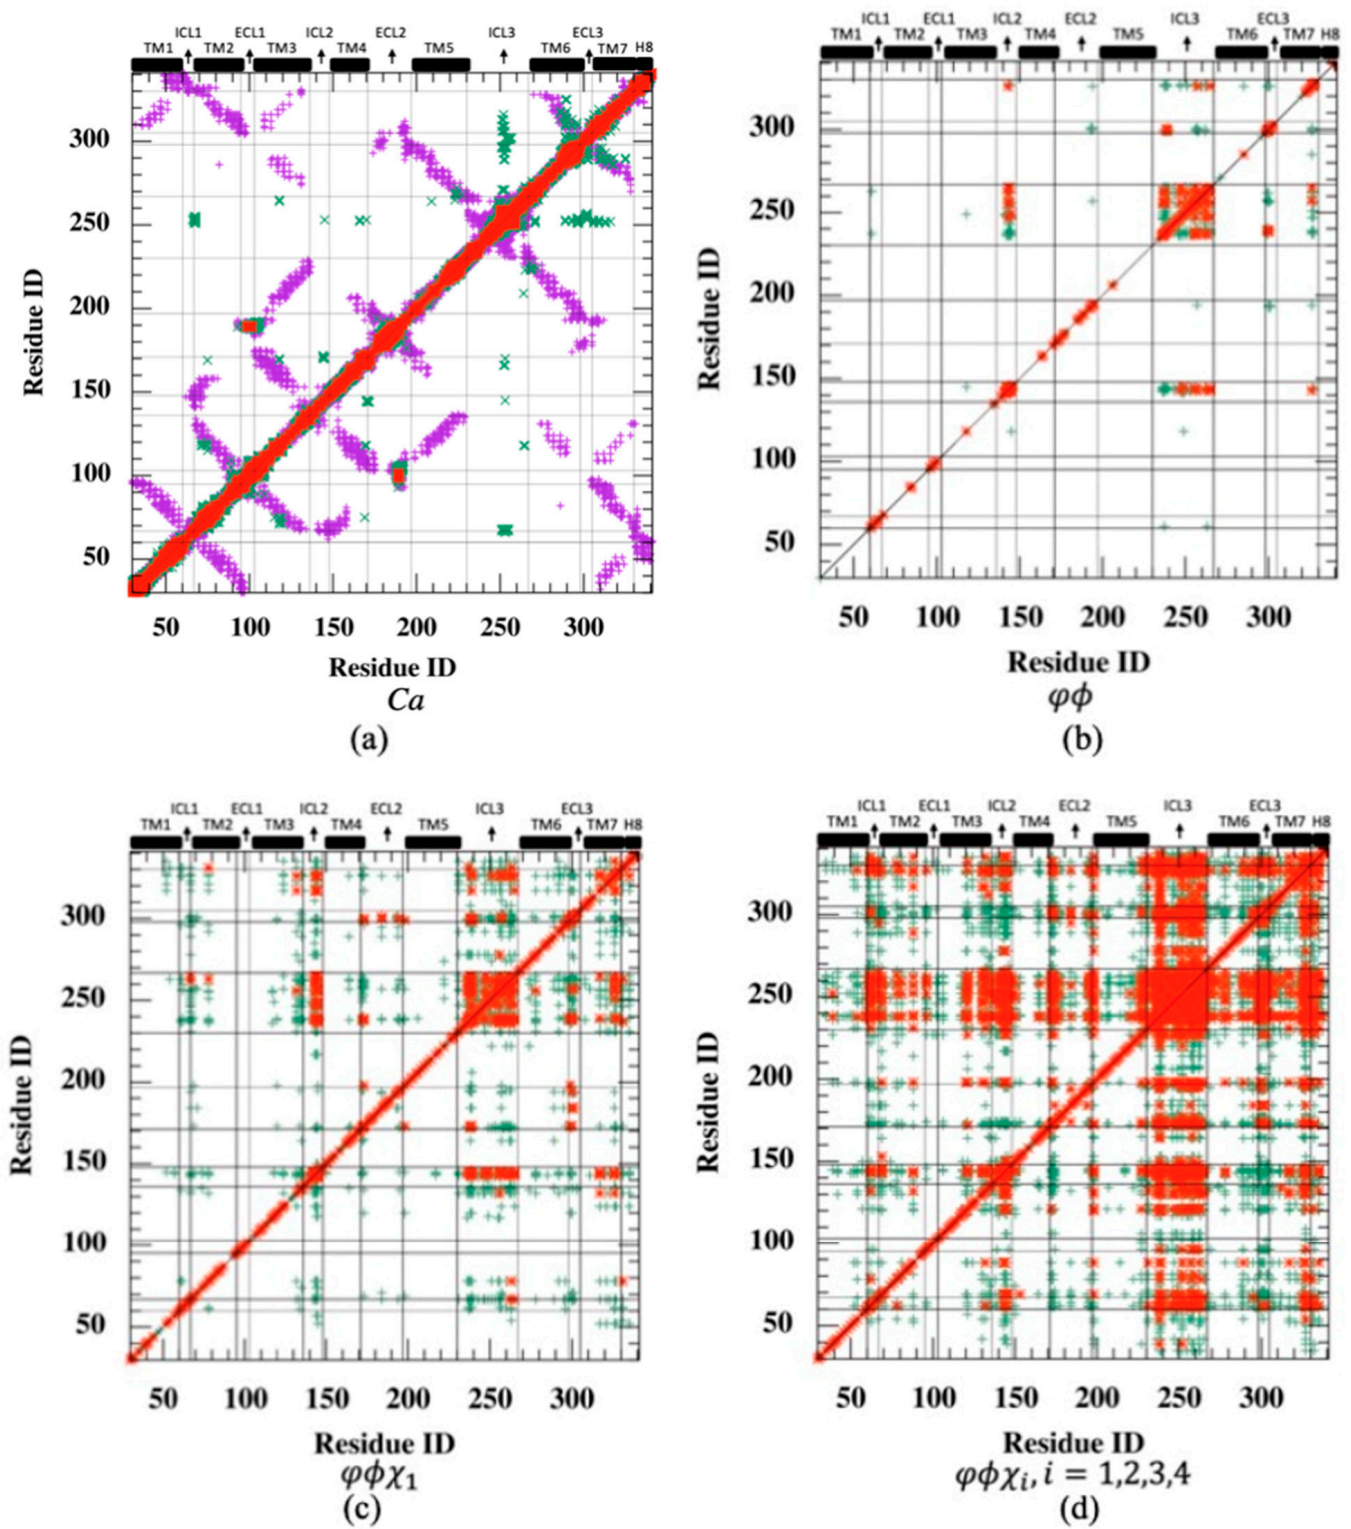 ICL1 ECL1 ICL2 ECL2 ICL3 ECL3
TM1 TM2 TM3 TM4 TM5 TM6 TM7 H8
300
250
200
150
100
50
Residue ID
50 100 150 200 250 300
Residue ID
Ca
(a)
ICL1 ECL1 ICL2 ECL2 ICL3 ECL3
TM1 TM2 TM3 TM4 TM5 TM6 TM7 H8
300
250
200
150
100
50
Residue ID
50 100 150 200 250 300
Residue ID
φϕ
(b)
ICL1 ECL1 ICL2 ECL2 ICL3 ECL3
TM1 TM2 TM3 TM4 TM5 TM6 TM7 H8
300
250
200
150
100
50
Residue ID
50 100 150 200 250 300
Residue ID
φϕχ₁
(c)
ICL1 ECL1 ICL2 ECL2 ICL3 ECL3
TM1 TM2 TM3 TM4 TM5 TM6 TM7 H8
300
250
200
150
100
50
Residue ID
50 100 150 200 250 300
Residue ID
φϕχᵢ, i = 1,2,3,4
(d)